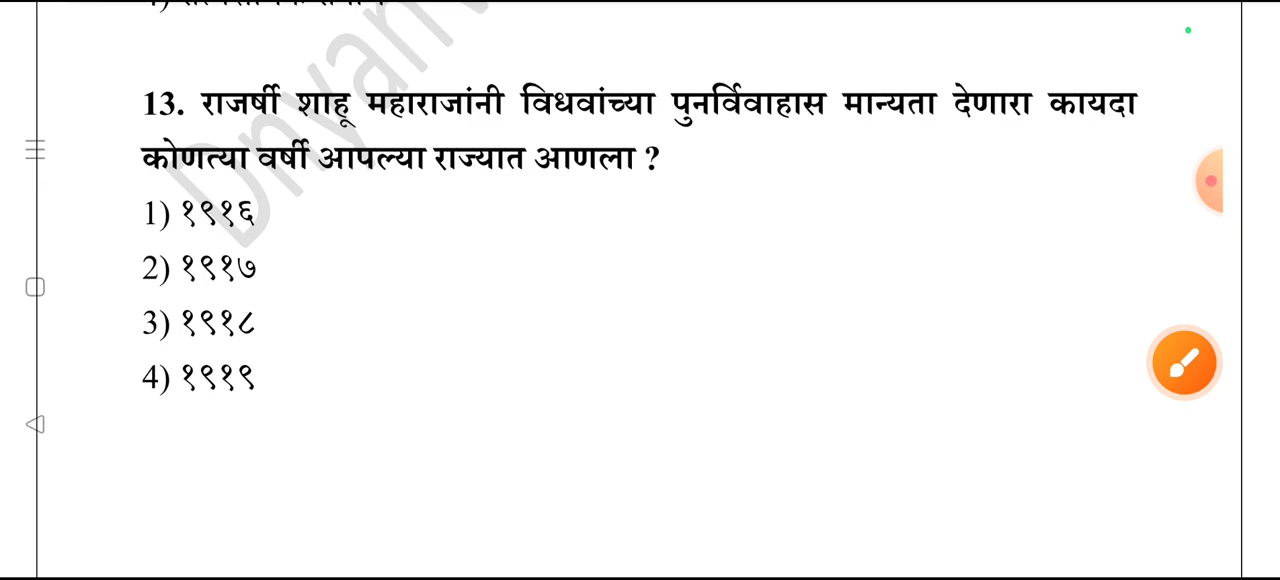 13. राजर्षी शाहू महाराजांनी विधवांच्या पुनर्विवाहास मान्यता देणारा कायदा
कोणत्या वर्षी आपल्या राज्यात आणला ?
1) १९१६
2) १९१७
3) १९१८
4) १९१९